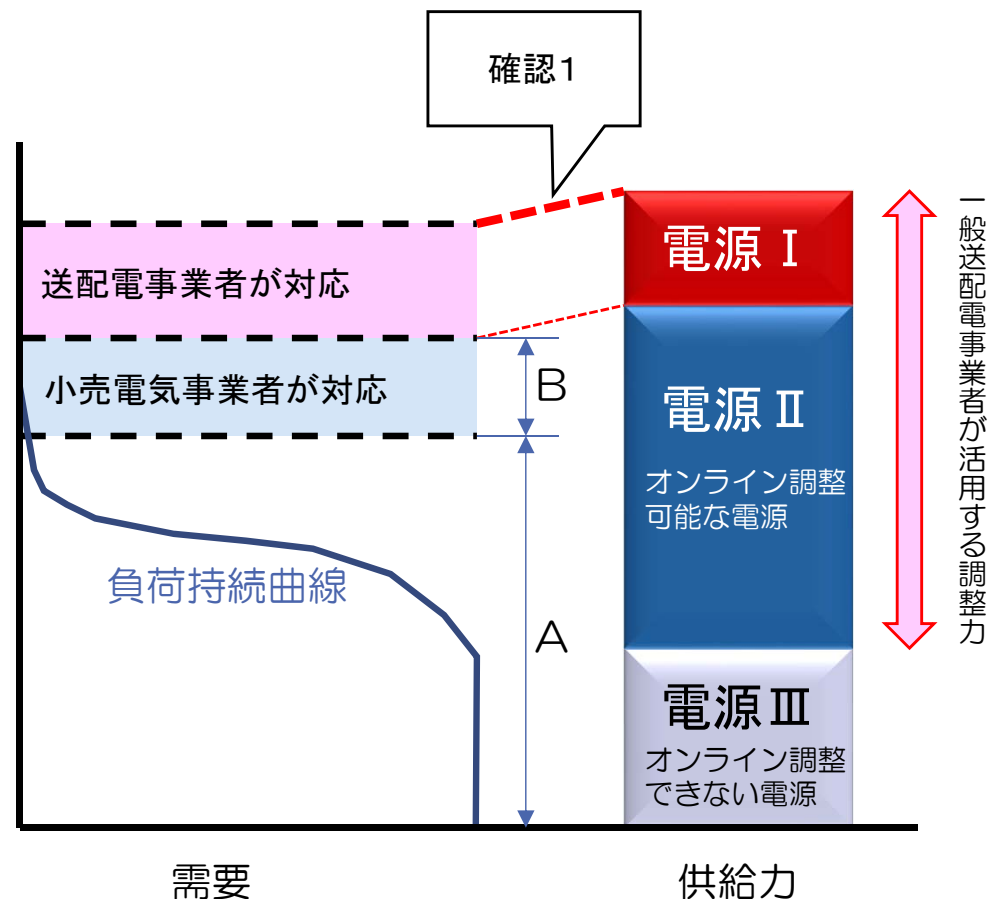 確認1
送配電事業者が対応
小売電気事業者が対応
B
負荷持続曲線
A
電源Ⅰ
電源Ⅱ
オンライン調整
可能な電源
電源Ⅲ
オンライン調整
できない電源
一般送配電事業者が活用する調整力
需要
供給力